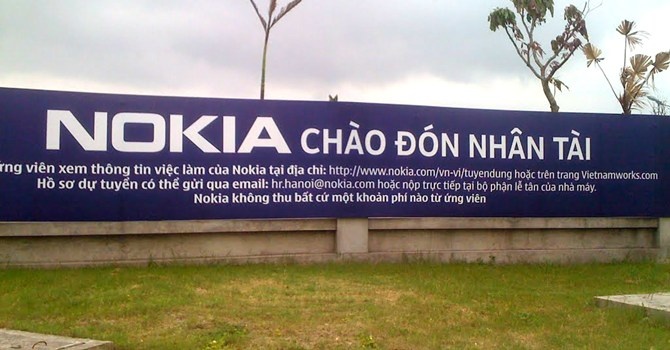 NOKIA CHÀO ĐÓN NHÂN TÀI
ứng viên xem thông tin việc làm của Nokia tại địa chỉ: http://www.nokia.com/vn-vi/tuyendung hoặc trên trang Vietnamworks.com
Hồ sơ dự tuyển có thể gửi qua email: hr.hanoi@nokia.com hoặc nộp trực tiếp tại bộ phận lễ tân của nhà máy.
Nokia không thu bất cứ một khoản phí nào từ ứng viên